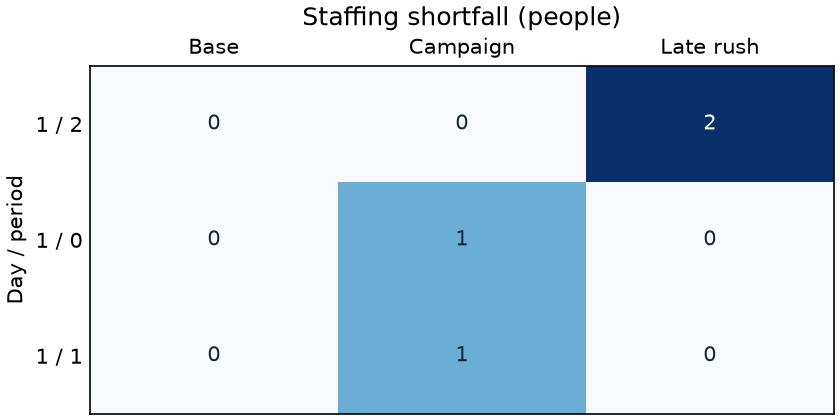 Staffing shortfall (people)
Base Campaign Late rush
Day / period
1 / 2 0 0 2
1 / 0 0 1 0
1 / 1 0 1 0